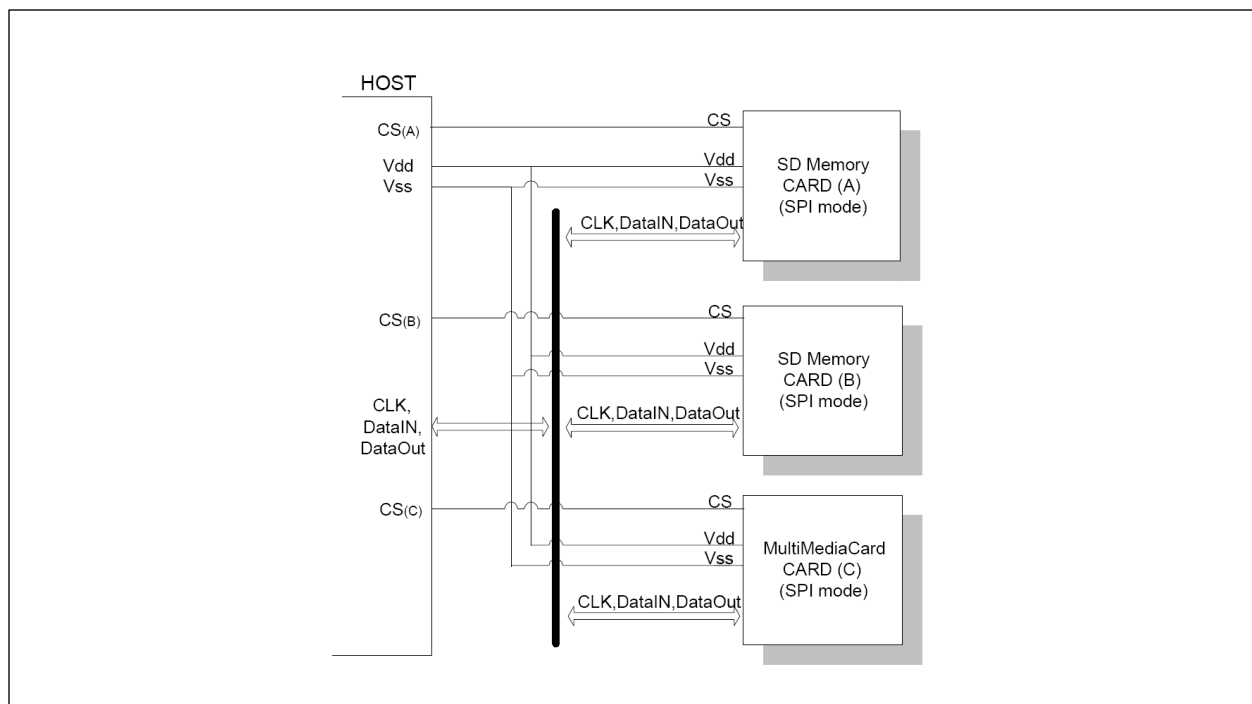 HOST
CS(A)
CS
Vdd
Vdd
Vss
Vss
SD Memory
CARD (A)
(SPI mode)
CLK,DataIN,DataOut
CS(B)
CS
Vdd
Vss
SD Memory
CARD (B)
(SPI mode)
CLK,
DataIN,
DataOut
CLK,DataIN,DataOut
CS(C)
CS
Vdd
Vss
MultiMediaCard
CARD (C)
(SPI mode)
CLK,DataIN,DataOut